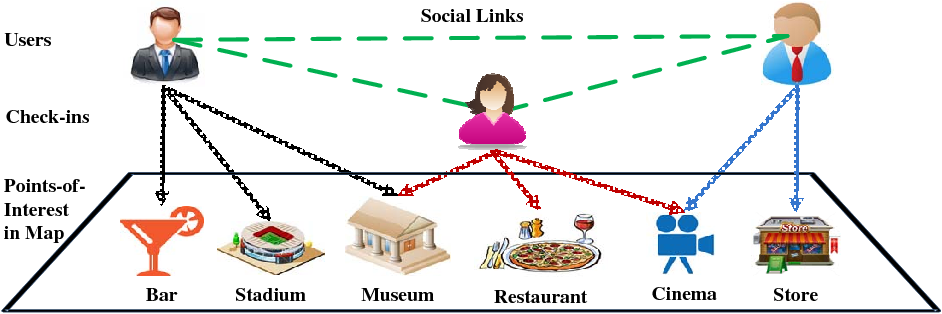 Social Links
Users
Check-ins
Points-of-
Interest
in Map
Store
Bar
Stadium
Museum
Restaurant
Cinema
Store